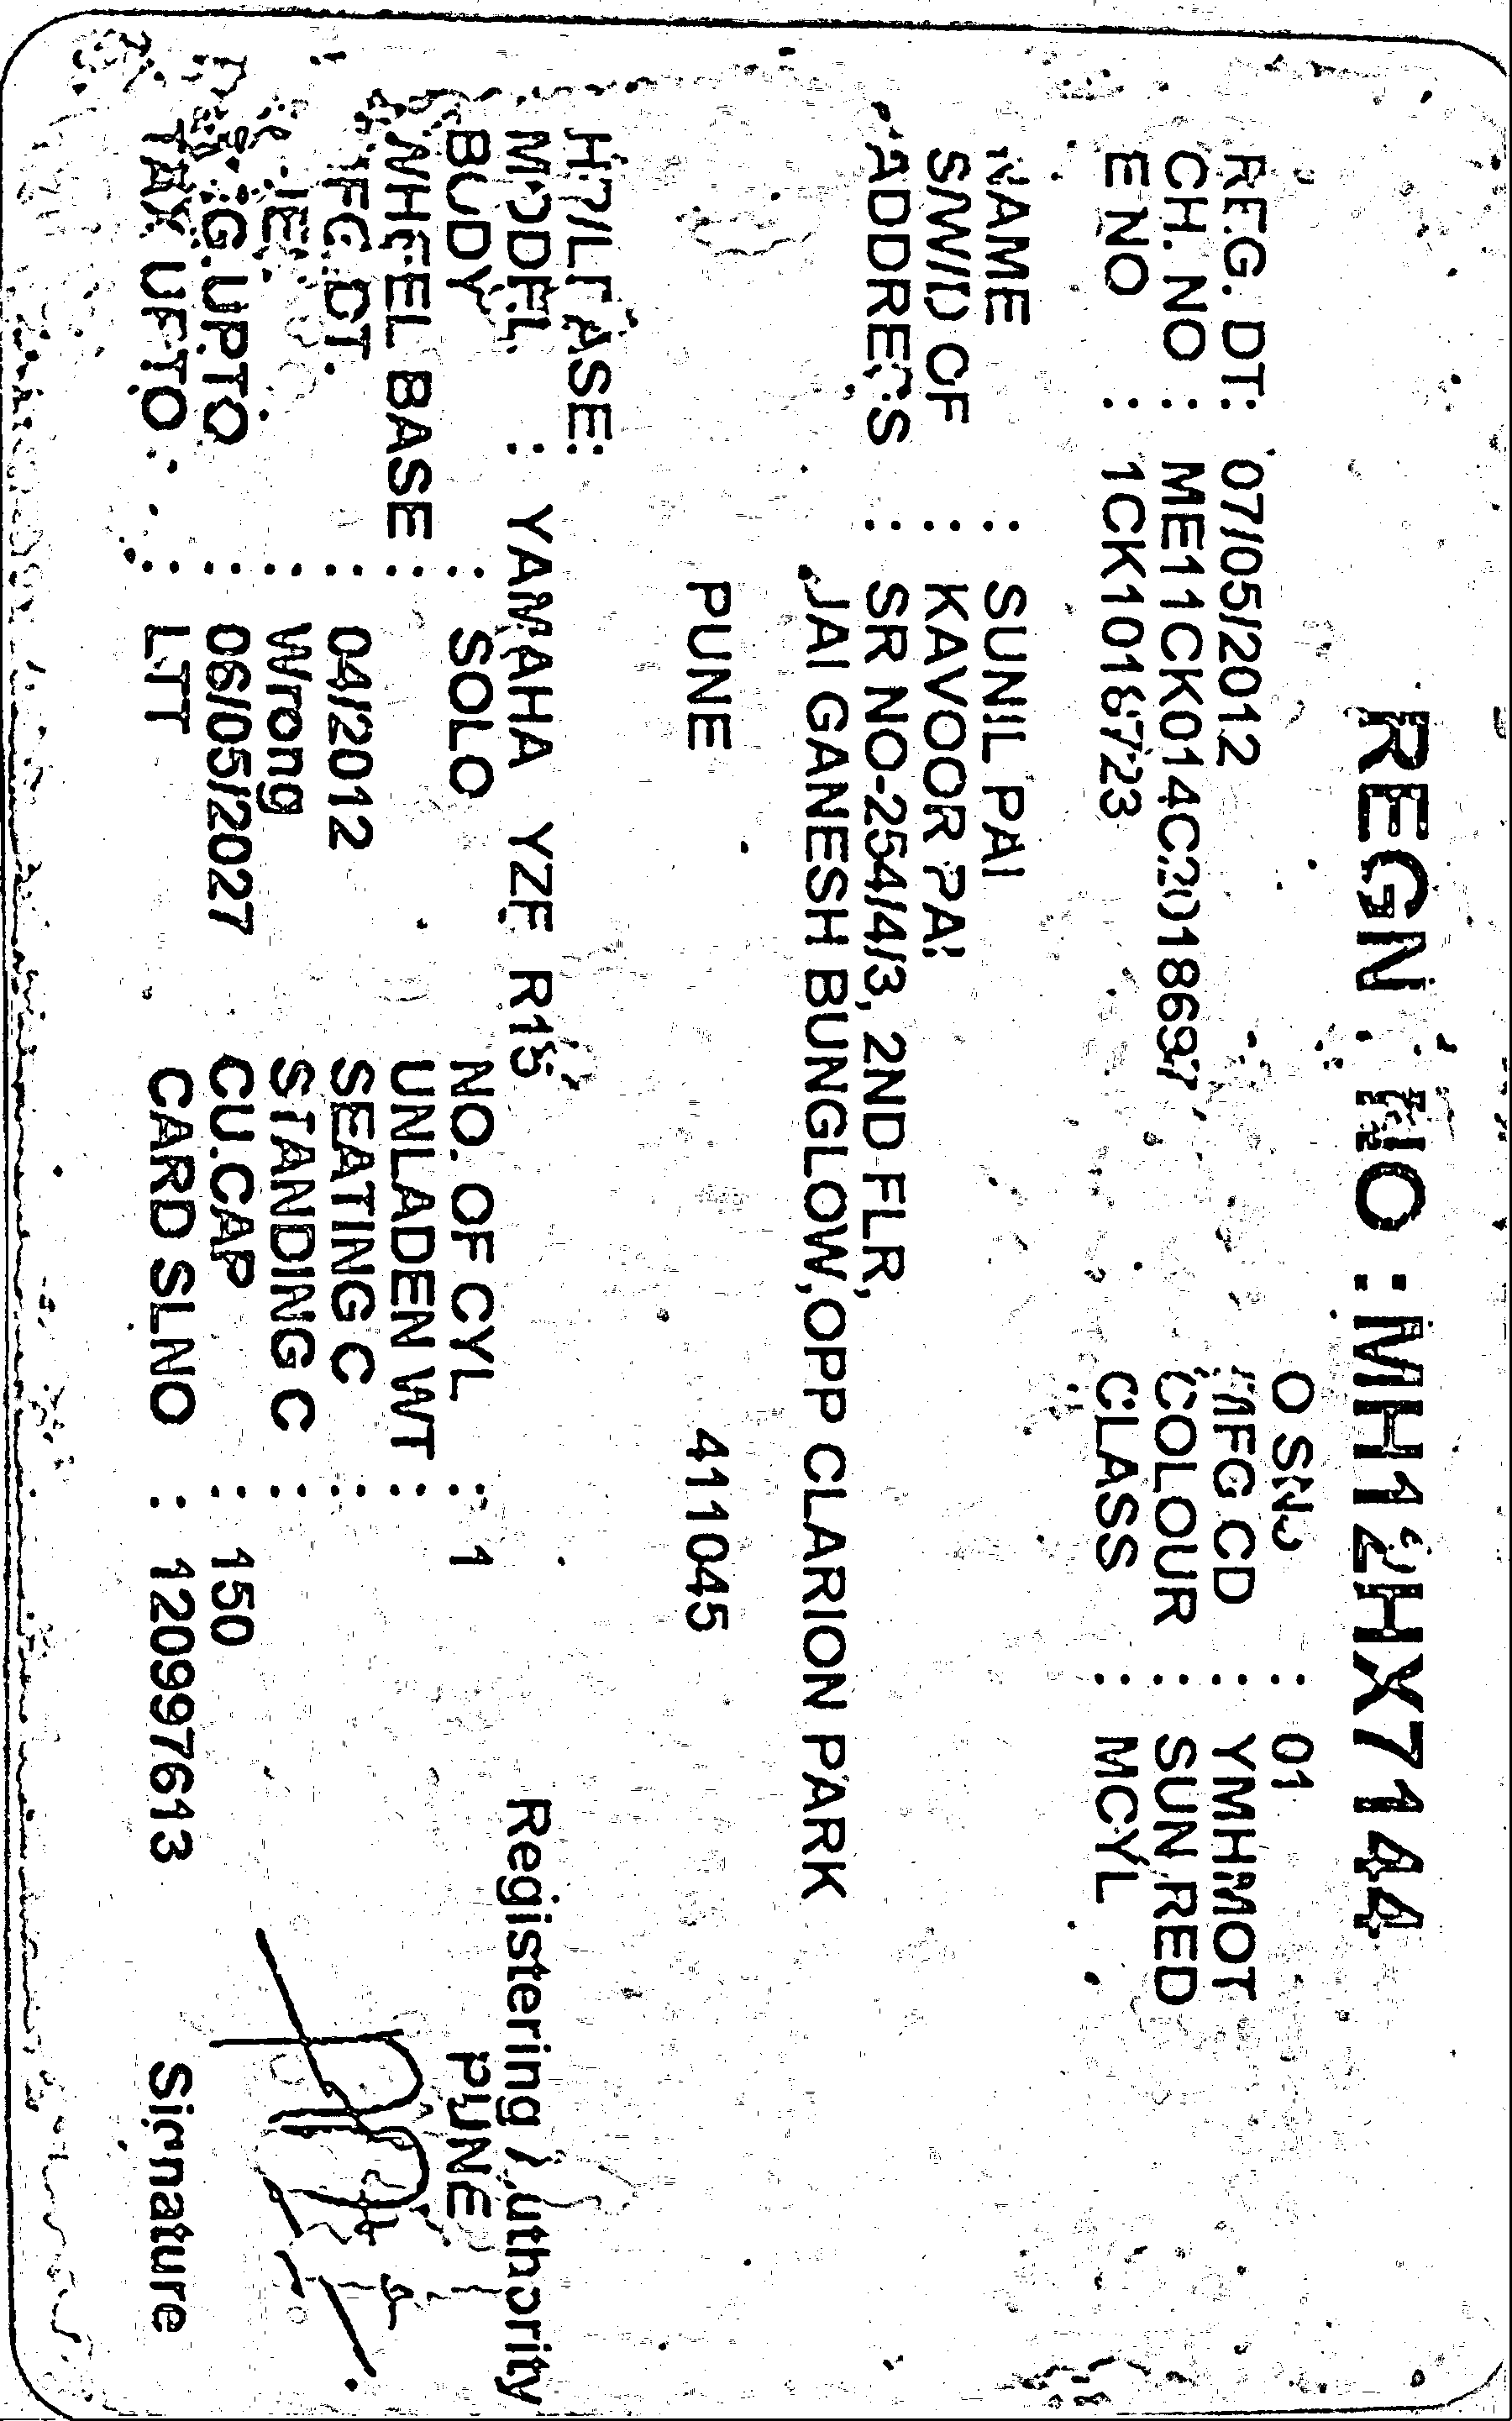 REGN. NO : MH12HX7144
O SNO : 01
REG. DT: 07/05/2012 MFG CD : YMHMOT
CH. NO : ME11CK014C2018697 COLOUR : SUN RED
E NO : 1CK1018723 CLASS : MCYL
NAME : SUNIL PAI
S/W/D OF : KAVOOR PAI
ADDRESS : SR NO-254/4/3, 2ND FLR,
JAI GANESH BUNGLOW,OPP CLARION PARK
PUNE 411045
HP/LEASE:
MODEL : YAMAHA YZF R15 Registering Authority
BODY : SOLO NO. OF CYL : 1 PUNE
WHEEL BASE : UNLADEN WT :
MFG. DT. : 04/2012 SEATING C :
: Wrong STANDING C :
REG.UPTO : 06/05/2027 CU.CAP : 150
TAX UPTO : LTT CARD SLNO : 120997613 Signature